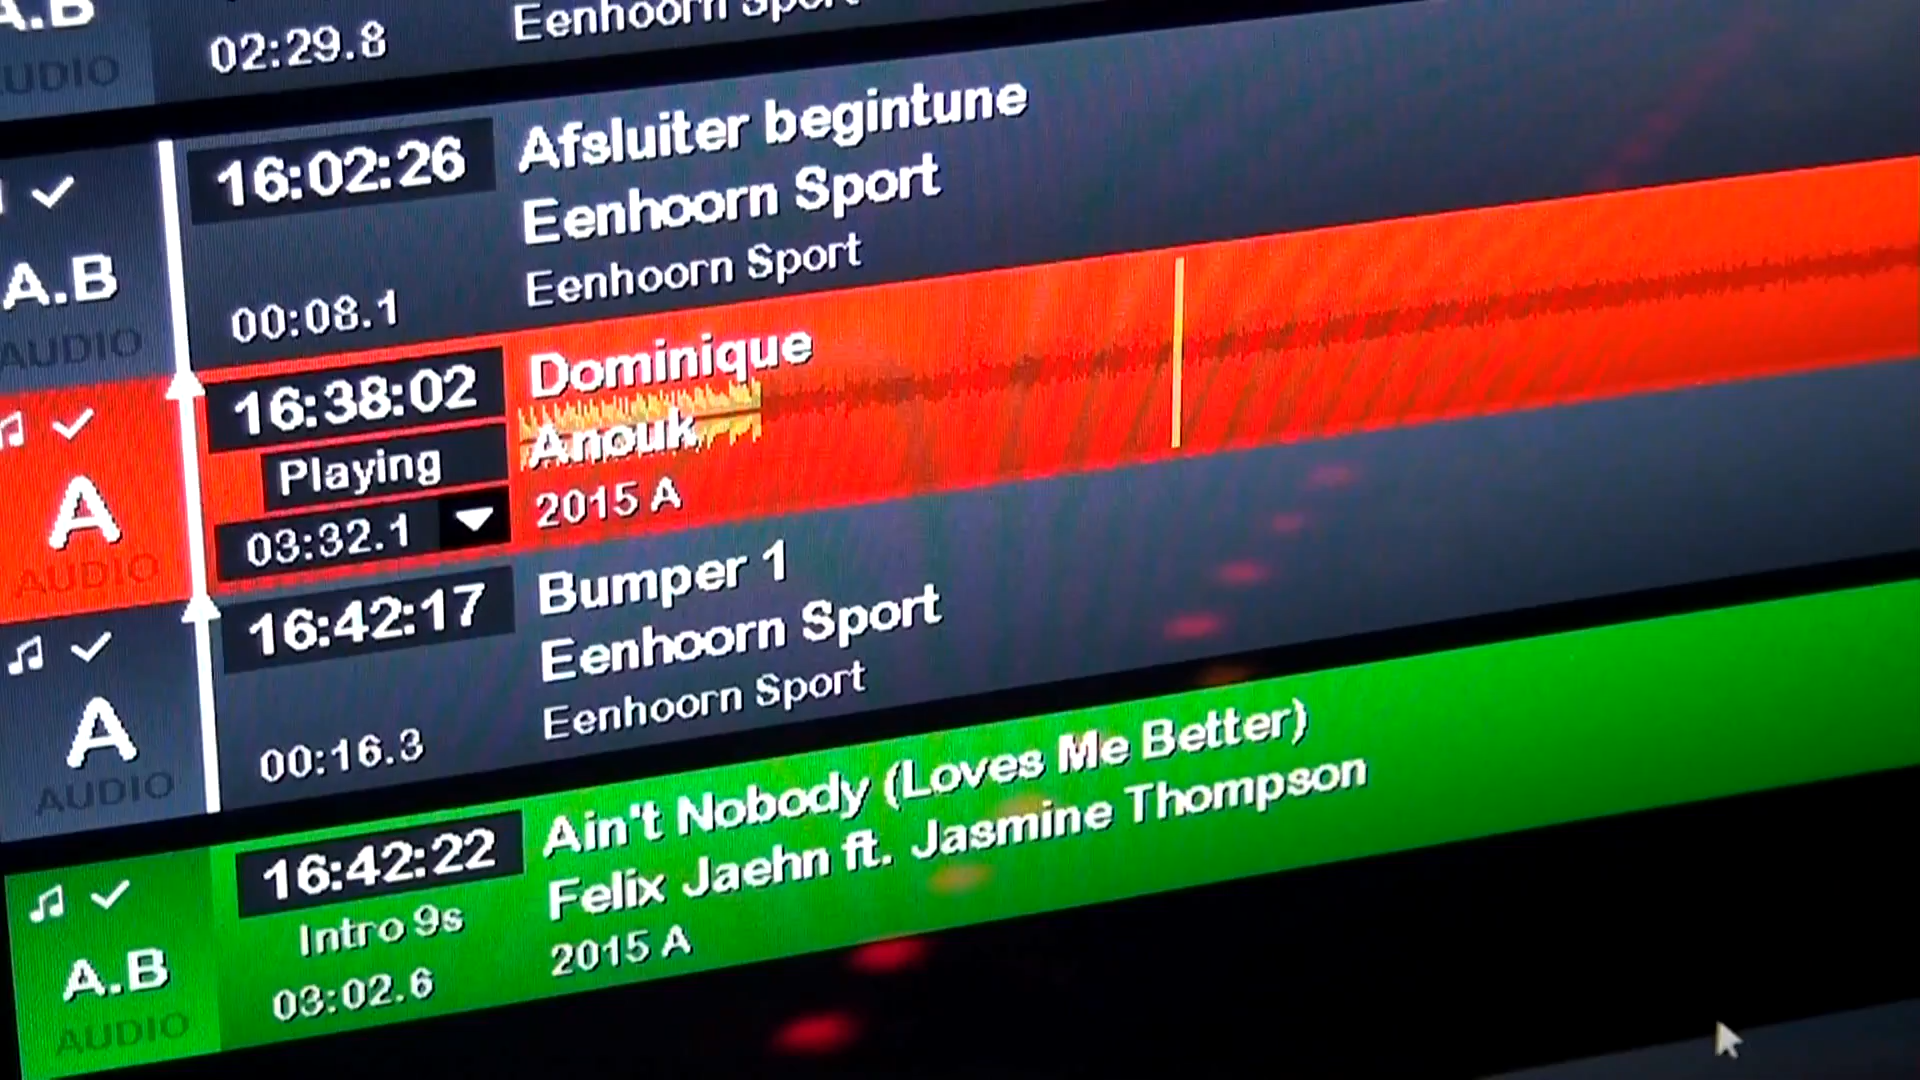 A.B
AUDIO
02:29.8
Eenhoorn Sport
16:02:26
Afsluiter begintune
Eenhoorn Sport
Eenhoorn Sport
A.B
AUDIO
00:08.1
16:38:02
Dominique
Playing
Anouk
A
AUDIO
03:32.1
2015 A
16:42:17
Bumper 1
Eenhoorn Sport
Eenhoorn Sport
A
AUDIO
00:16.3
16:42:22
Ain't Nobody (Loves Me Better)
Intro 9s
Felix Jaehn ft. Jasmine Thompson
A.B
AUDIO
03:02.6
2015 A